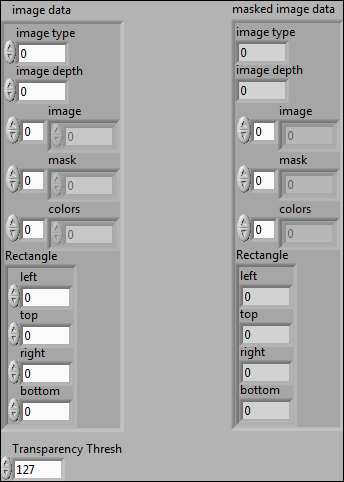 image data
image type
0
image depth
0
image
0 0
mask
0 0
colors
0 0
Rectangle
left
0
top
0
right
0
bottom
0
Transparency Thresh
127
masked image data
image type
0
image depth
0
image
0 0
mask
0 0
colors
0 0
Rectangle
left
0
top
0
right
0
bottom
0